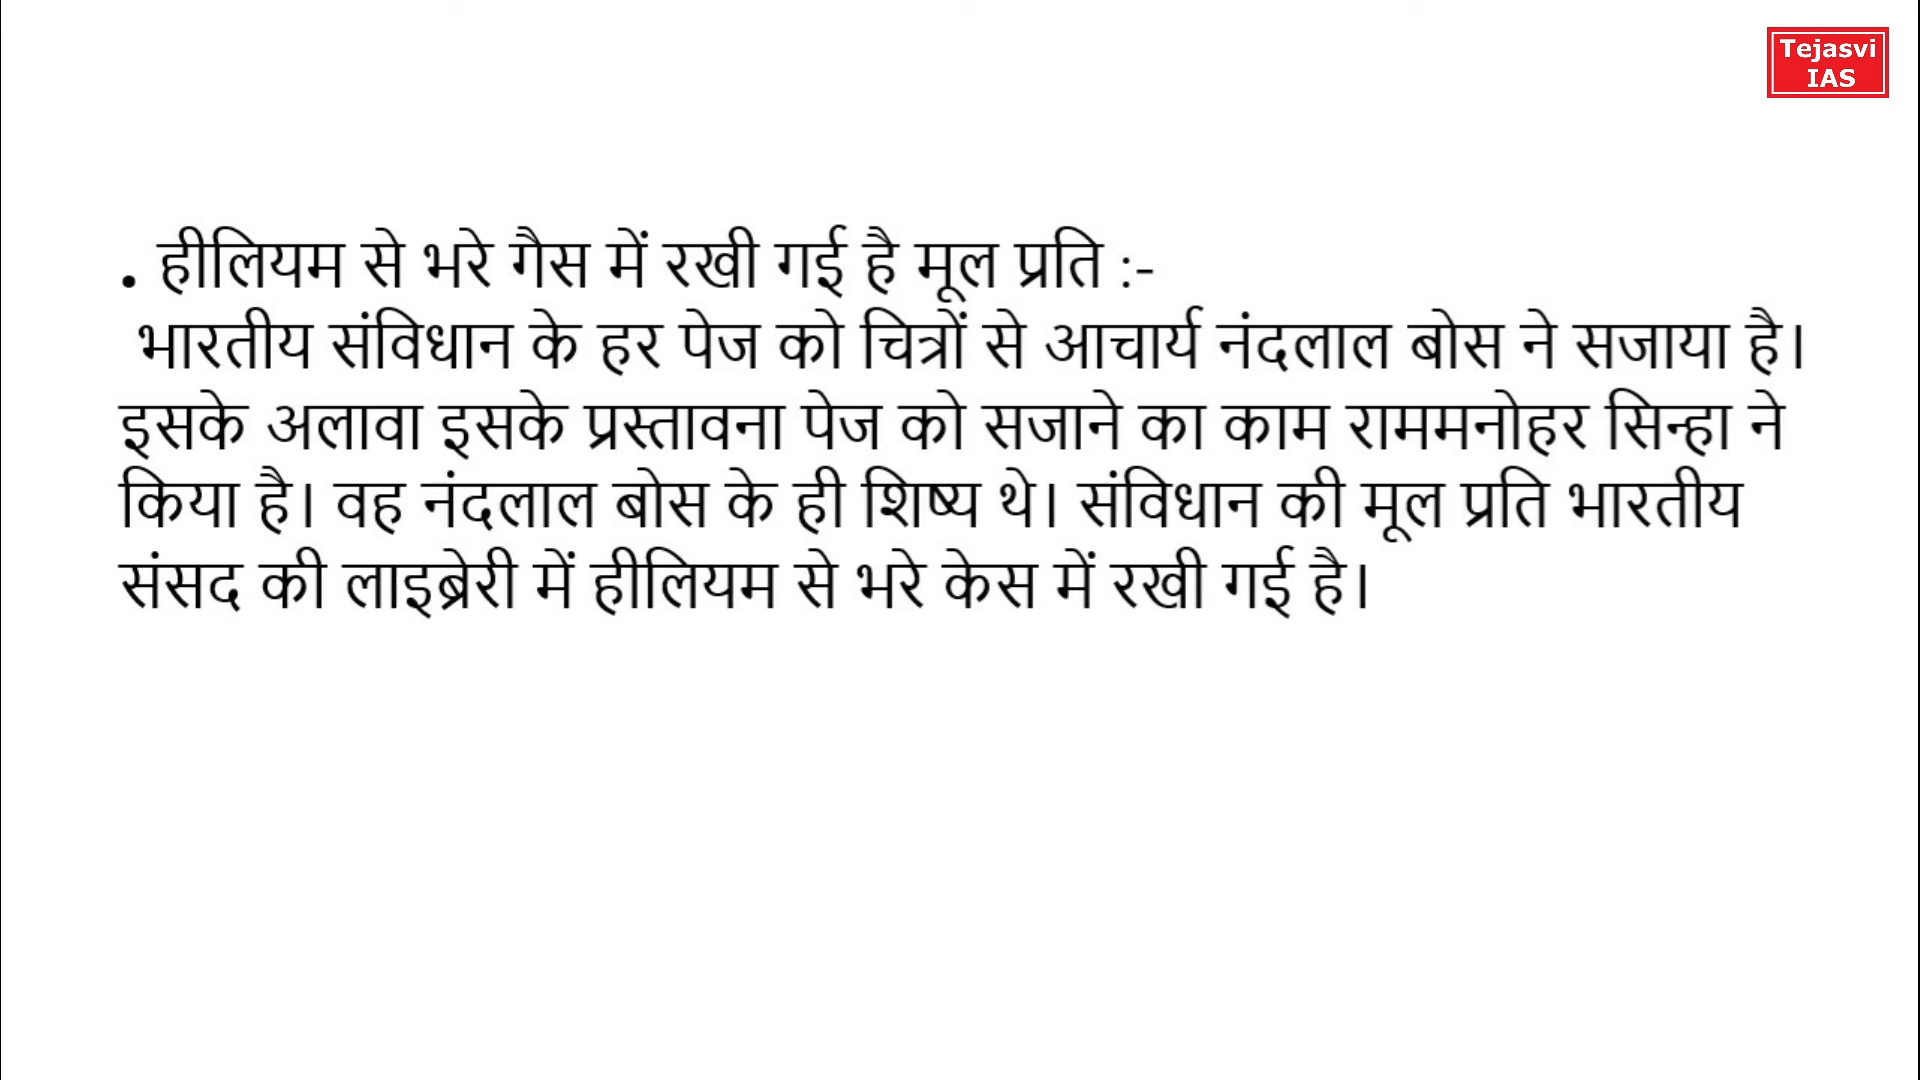 Tejasvi
IAS
. हीलियम से भरे गैस में रखी गई है मूल प्रति :-
भारतीय संविधान के हर पेज को चित्रों से आचार्य नंदलाल बोस ने सजाया है।
इसके अलावा इसके प्रस्तावना पेज को सजाने का काम राममनोहर सिन्हा ने
किया है। वह नंदलाल बोस के ही शिष्य थे। संविधान की मूल प्रति भारतीय
संसद की लाइब्रेरी में हीलियम से भरे केस में रखी गई है।